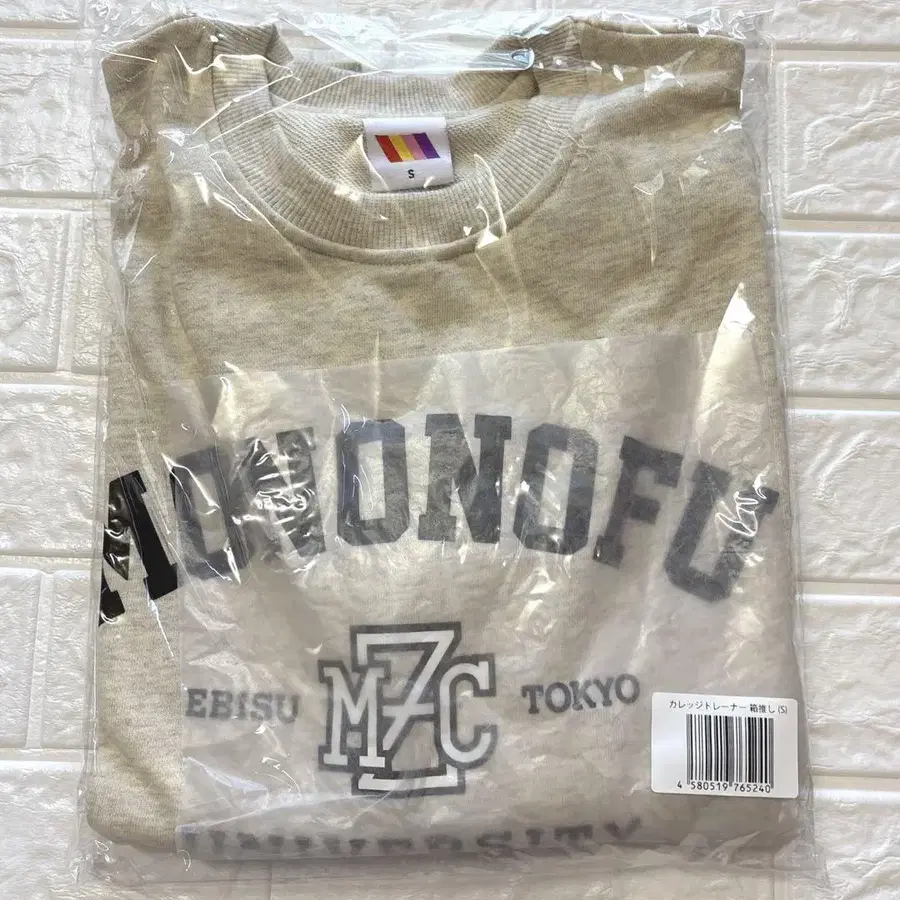 S
MONONOFU
EBISU
MZC
TOKYO
UNIVERSITY
カレッジトレーナー 箱推し (S)
4 580519 765240